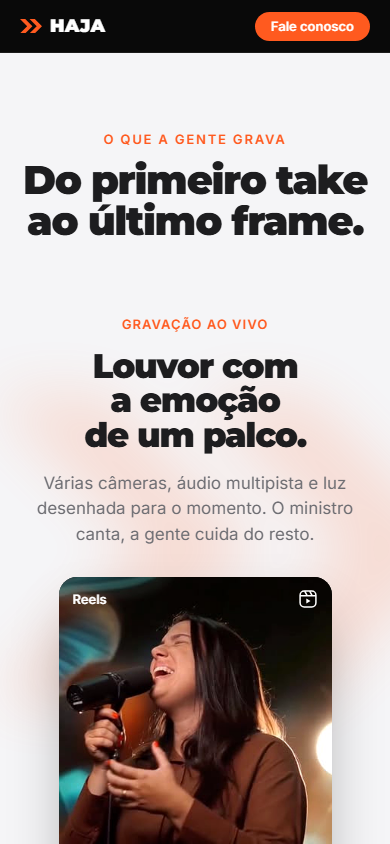 HAJA
Fale conosco
O QUE A GENTE GRAVA
Do primeiro take
ao último frame.
GRAVAÇÃO AO VIVO
Louvor com
a emoção
de um palco.
Várias câmeras, áudio multipista e luz
desenhada para o momento. O ministro
canta, a gente cuida do resto.
Reels